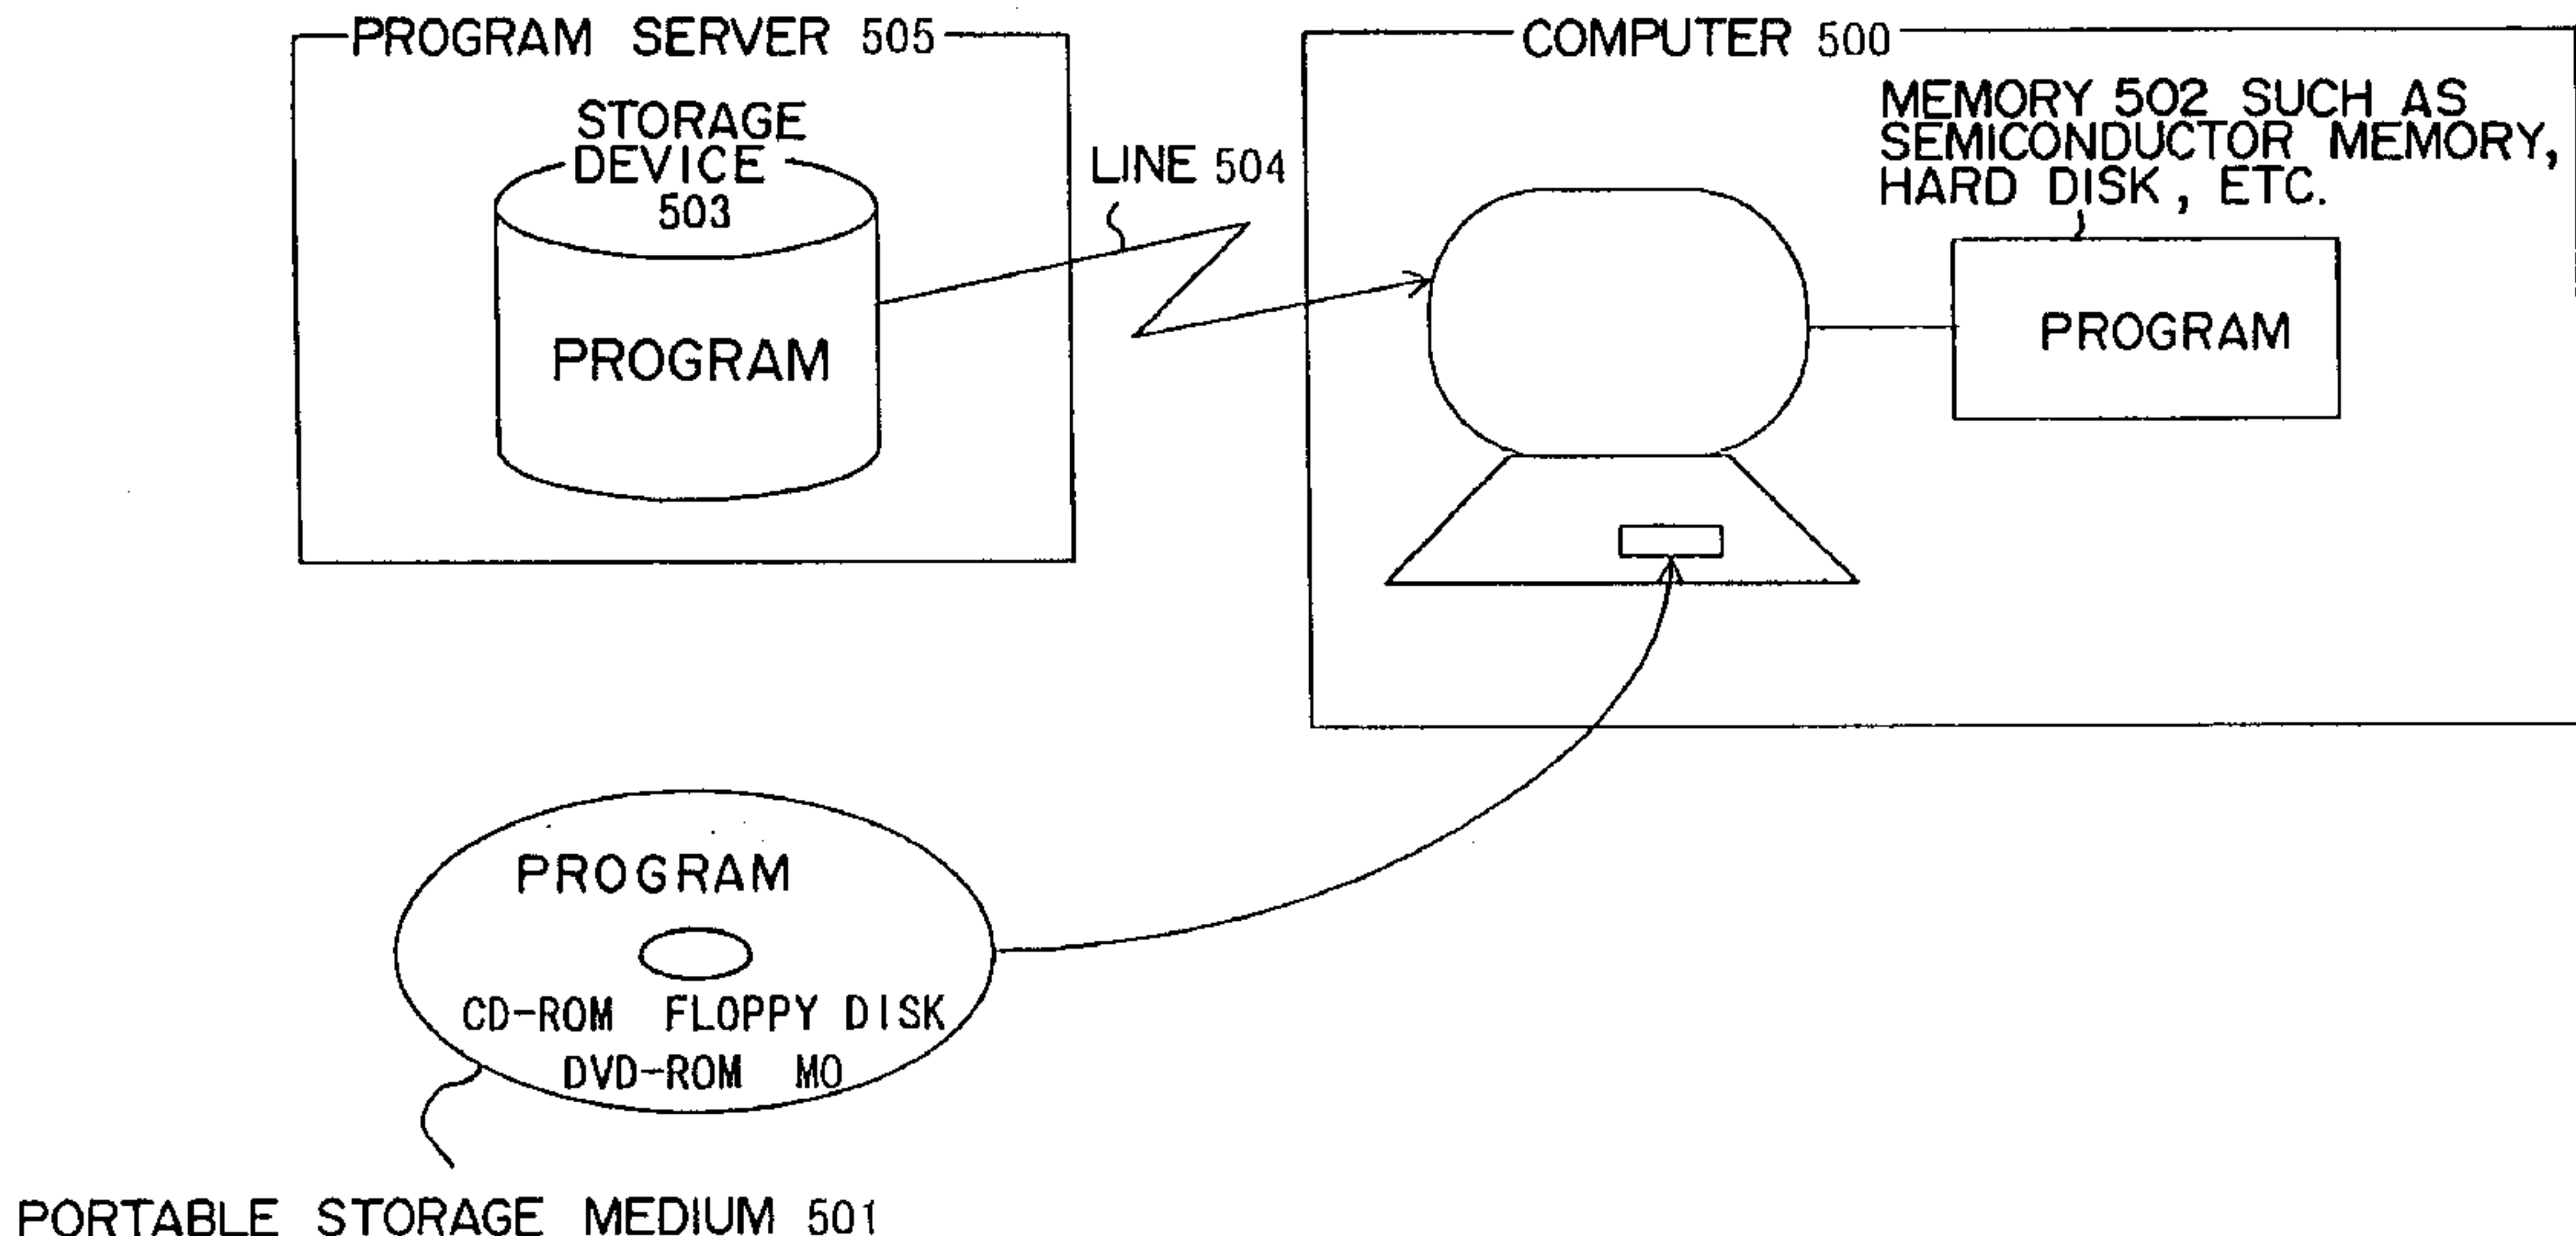 PROGRAM SERVER 505
STORAGE
DEVICE
503
PROGRAM
LINE 504
COMPUTER 500
MEMORY 502 SUCH AS
SEMICONDUCTOR MEMORY,
HARD DISK, ETC.
PROGRAM
PROGRAM
CD-ROM FLOPPY DISK
DVD-ROM MO
PORTABLE STORAGE MEDIUM 501